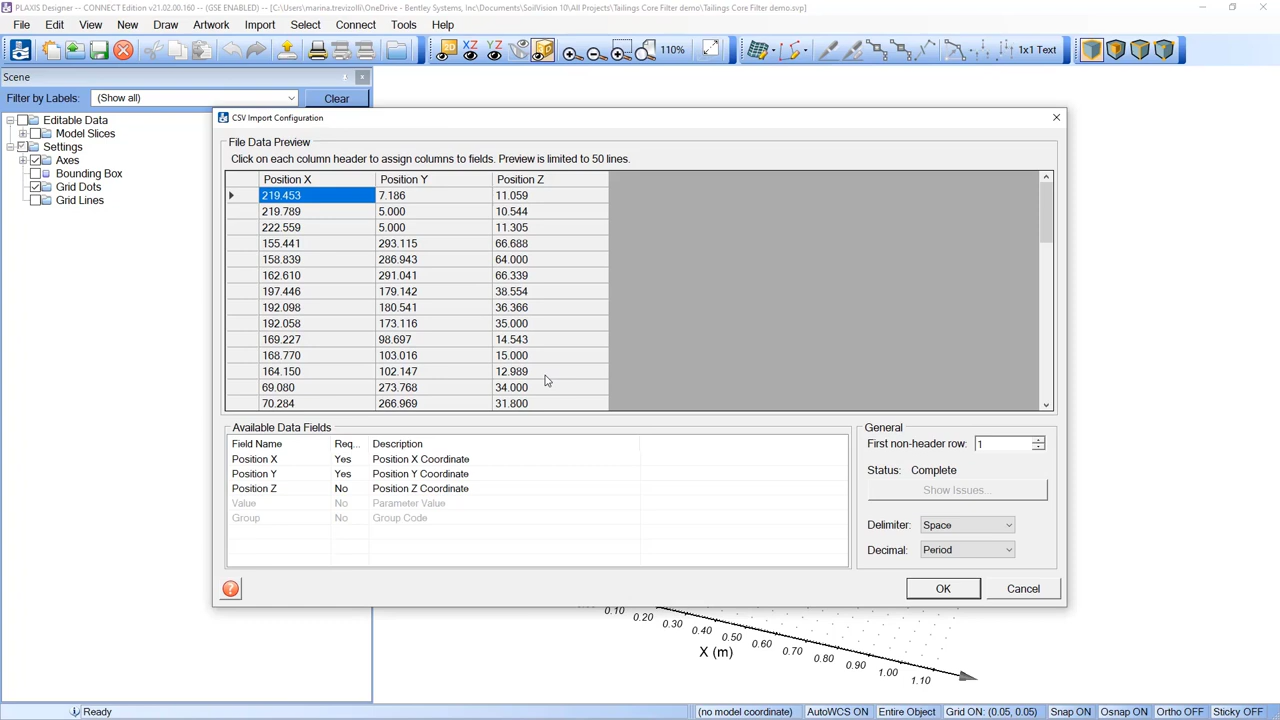 PLAXIS Designer -- CONNECT Edition -- v21.02.00.160 -- (GSE ENABLED) -- [C:\Users\marina.trevizolli\OneDrive - Bentley Systems, Inc\Documents\SoilVision 10\All Projects\Tailings Core Filter demo\Tailings Core Filter demo.svp]
File Edit View New Draw Artwork Import Select Connect Tools Help
2D XZ YZ 110% 1x1 Text
Scene
Filter by Labels: (Show all) Clear
Editable Data
Model Slices
Settings
Axes
Bounding Box
Grid Dots
Grid Lines
CSV Import Configuration
File Data Preview
Click on each column header to assign columns to fields. Preview is limited to 50 lines.
Position X Position Y Position Z
219.453 7.186 11.059
219.789 5.000 10.544
222.559 5.000 11.305
155.441 293.115 66.688
158.839 286.943 64.000
162.610 291.041 66.339
197.446 179.142 38.554
192.098 180.541 36.366
192.058 173.116 35.000
169.227 98.697 14.543
168.770 103.016 15.000
164.150 102.147 12.989
69.080 273.768 34.000
70.284 266.969 31.800
Available Data Fields
Field Name Req... Description
Position X Yes Position X Coordinate
Position Y Yes Position Y Coordinate
Position Z No Position Z Coordinate
Value No Parameter Value
Group No Group Code
General
First non-header row: 1
Status: Complete
Show Issues...
Delimiter: Space
Decimal: Period
OK Cancel
0.10
0.20
0.30
0.40
0.50
0.60
0.70
0.80
0.90
1.00
1.10
X (m)
Ready (no model coordinate) AutoWCS ON Entire Object Grid ON: (0.05, 0.05) Snap ON Osnap ON Ortho OFF Sticky OFF